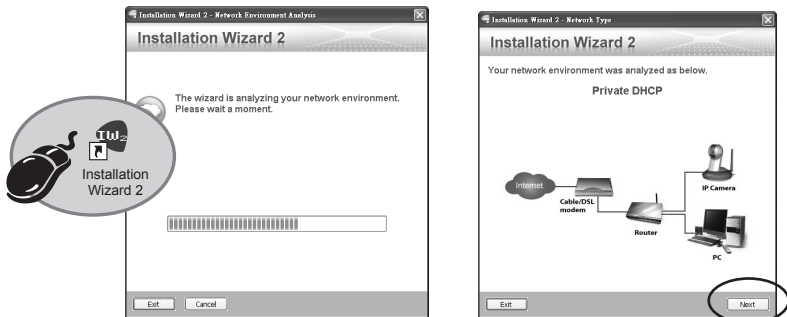 Installation Wizard 2 - Network Environment Analysis
Installation Wizard 2
The wizard is analyzing your network environment.
Please wait a moment.
IW2
Installation
Wizard 2
Exit
Cancel
Installation Wizard 2 - Network Type
Installation Wizard 2
Your network environment was analyzed as below.
Private DHCP
Internet
Cable/DSL
modem
Router
IP Camera
PC
Exit
Next